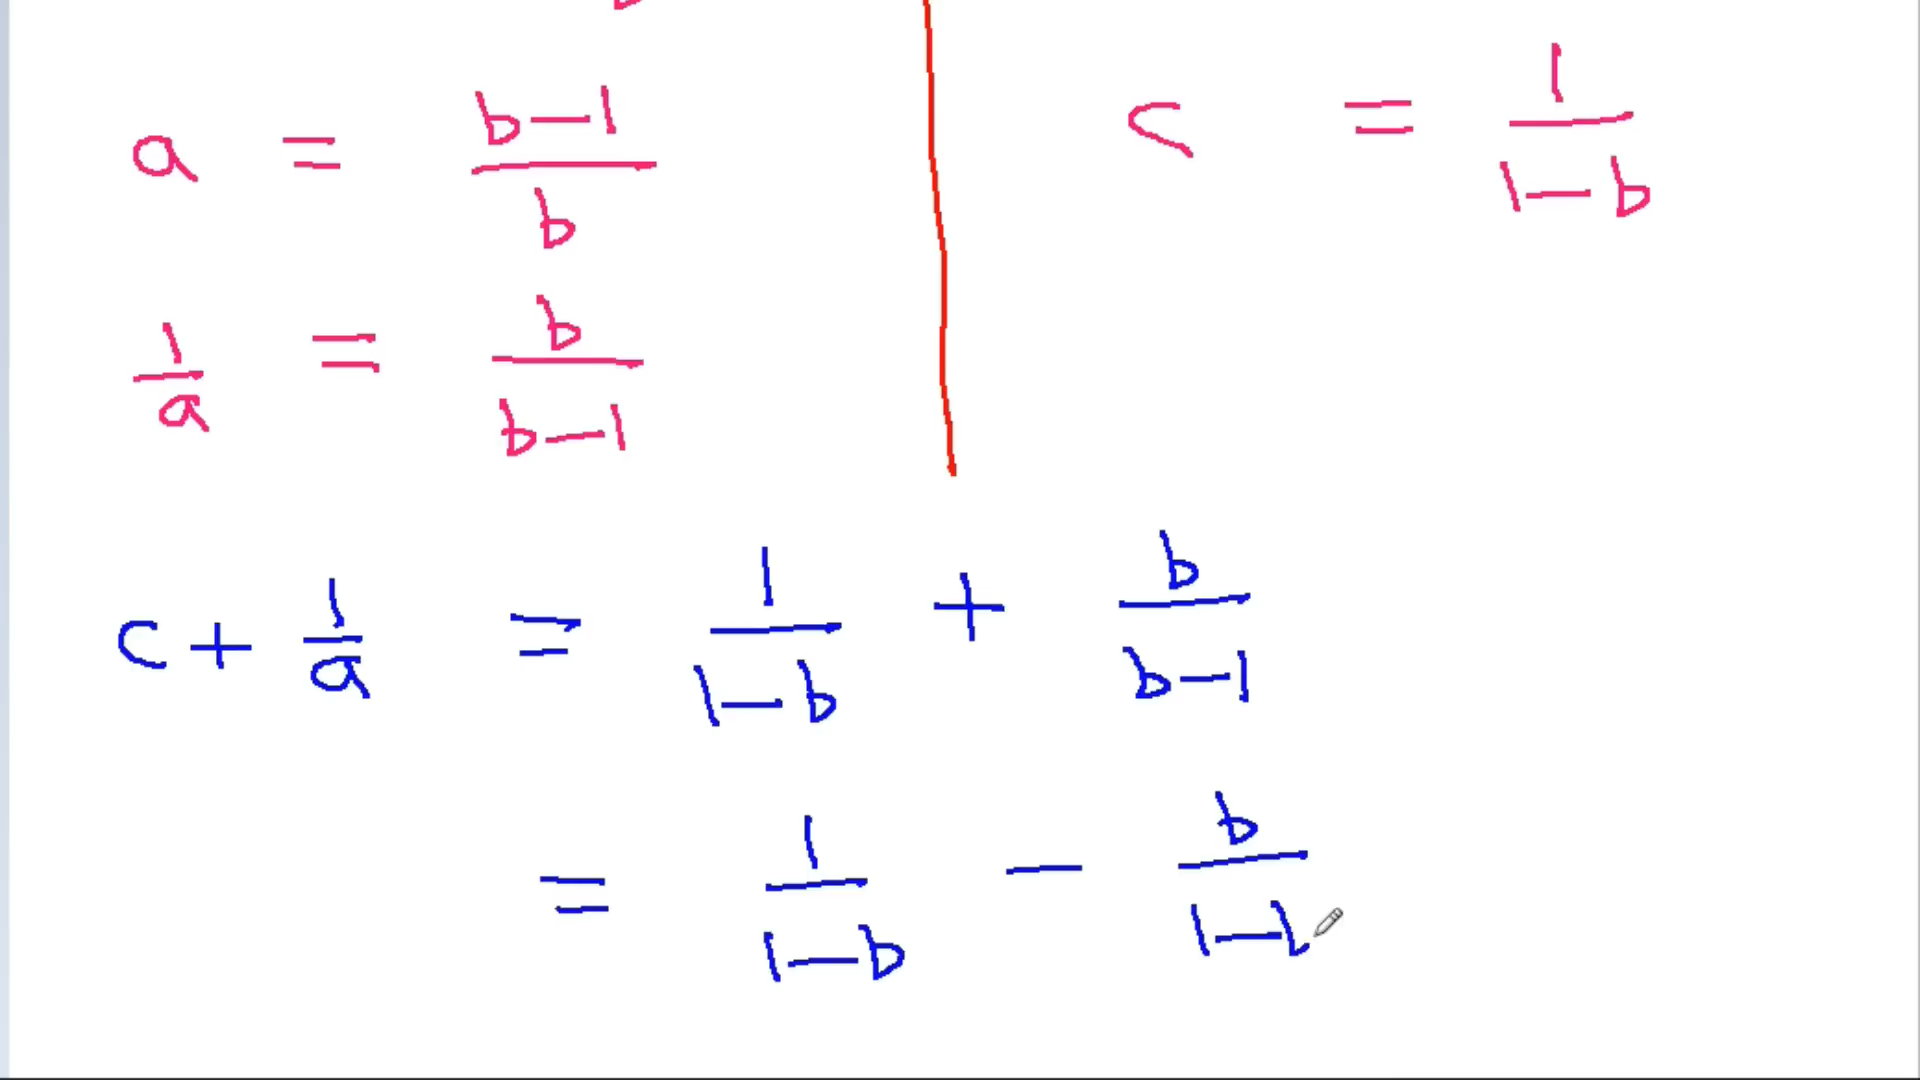 a = (b-1)/b
c = 1/(1-b)
1/a = b/(b-1)
c + 1/a = 1/(1-b) + b/(b-1)
= 1/(1-b) - b/(1-b)